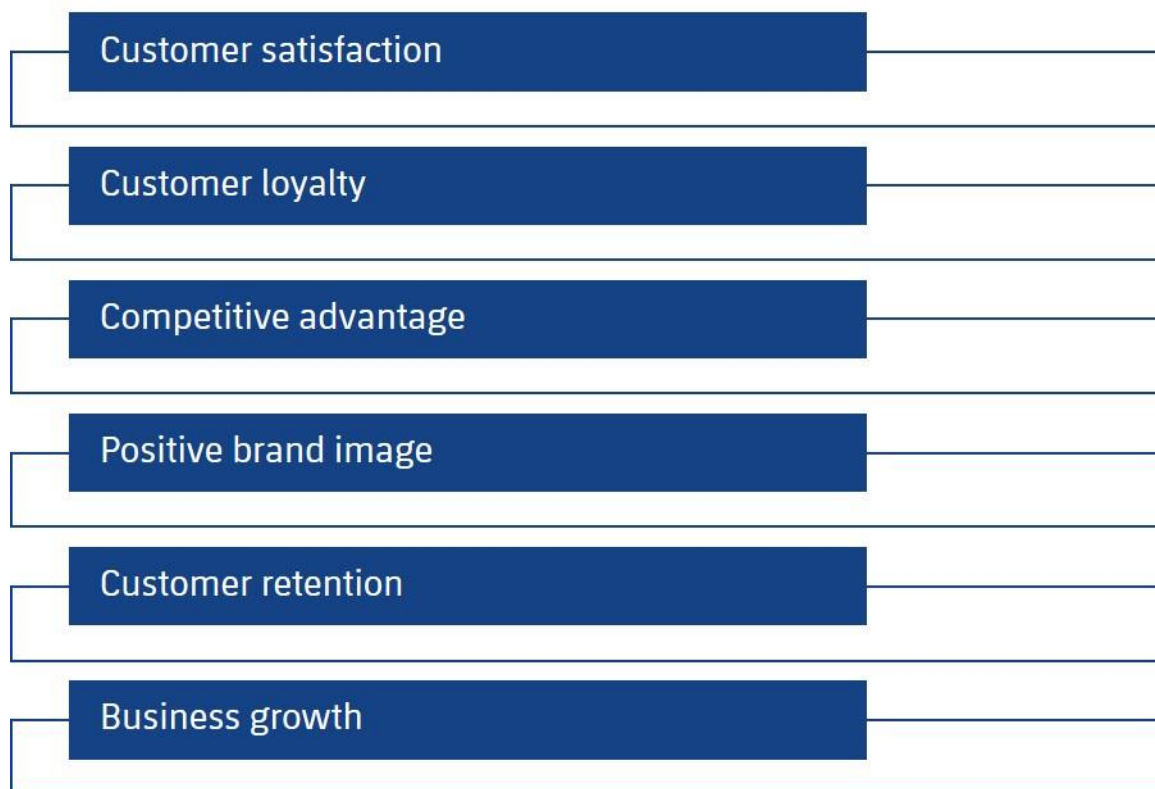 Customer satisfaction
Customer loyalty
Competitive advantage
Positive brand image
Customer retention
Business growth